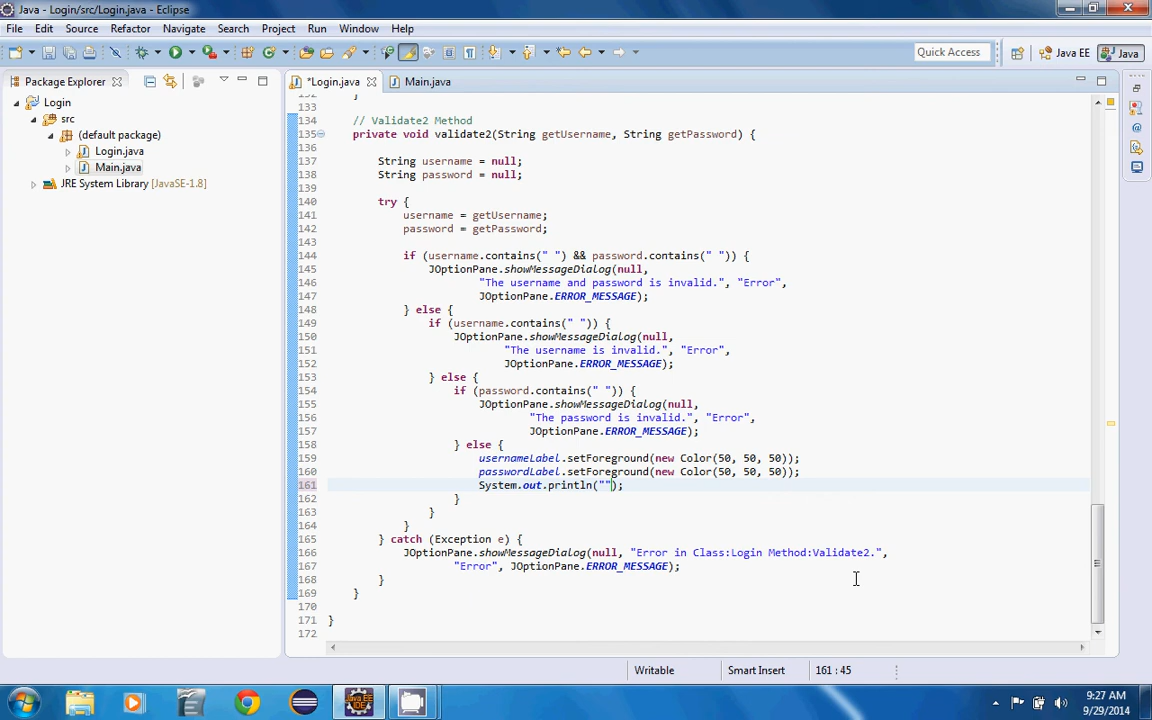 Java - Login/src/Login.java - Eclipse
File Edit Source Refactor Navigate Search Project Run Window Help
Quick Access
Java EE
Java
Package Explorer
Login
src
(default package)
Login.java
Main.java
JRE System Library [JavaSE-1.8]
*Login.java
Main.java
133
134 // Validate2 Method
135 private void validate2(String getUsername, String getPassword) {
136
137 String username = null;
138 String password = null;
139
140 try {
141 username = getUsername;
142 password = getPassword;
143
144 if (username.contains(" ") && password.contains(" ")) {
145 JOptionPane.showMessageDialog(null,
146 "The username and password is invalid.", "Error",
147 JOptionPane.ERROR_MESSAGE);
148 } else {
149 if (username.contains(" ")) {
150 JOptionPane.showMessageDialog(null,
151 "The username is invalid.", "Error",
152 JOptionPane.ERROR_MESSAGE);
153 } else {
154 if (password.contains(" ")) {
155 JOptionPane.showMessageDialog(null,
156 "The password is invalid.", "Error",
157 JOptionPane.ERROR_MESSAGE);
158 } else {
159 usernameLabel.setForeground(new Color(50, 50, 50));
160 passwordLabel.setForeground(new Color(50, 50, 50));
161 System.out.println("");
162 }
163 }
164 }
165 } catch (Exception e) {
166 JOptionPane.showMessageDialog(null, "Error in Class:Login Method:Validate2.",
167 "Error", JOptionPane.ERROR_MESSAGE);
168 }
169 }
170
171 }
172
Writable
Smart Insert
161 : 45
9:27 AM
9/29/2014